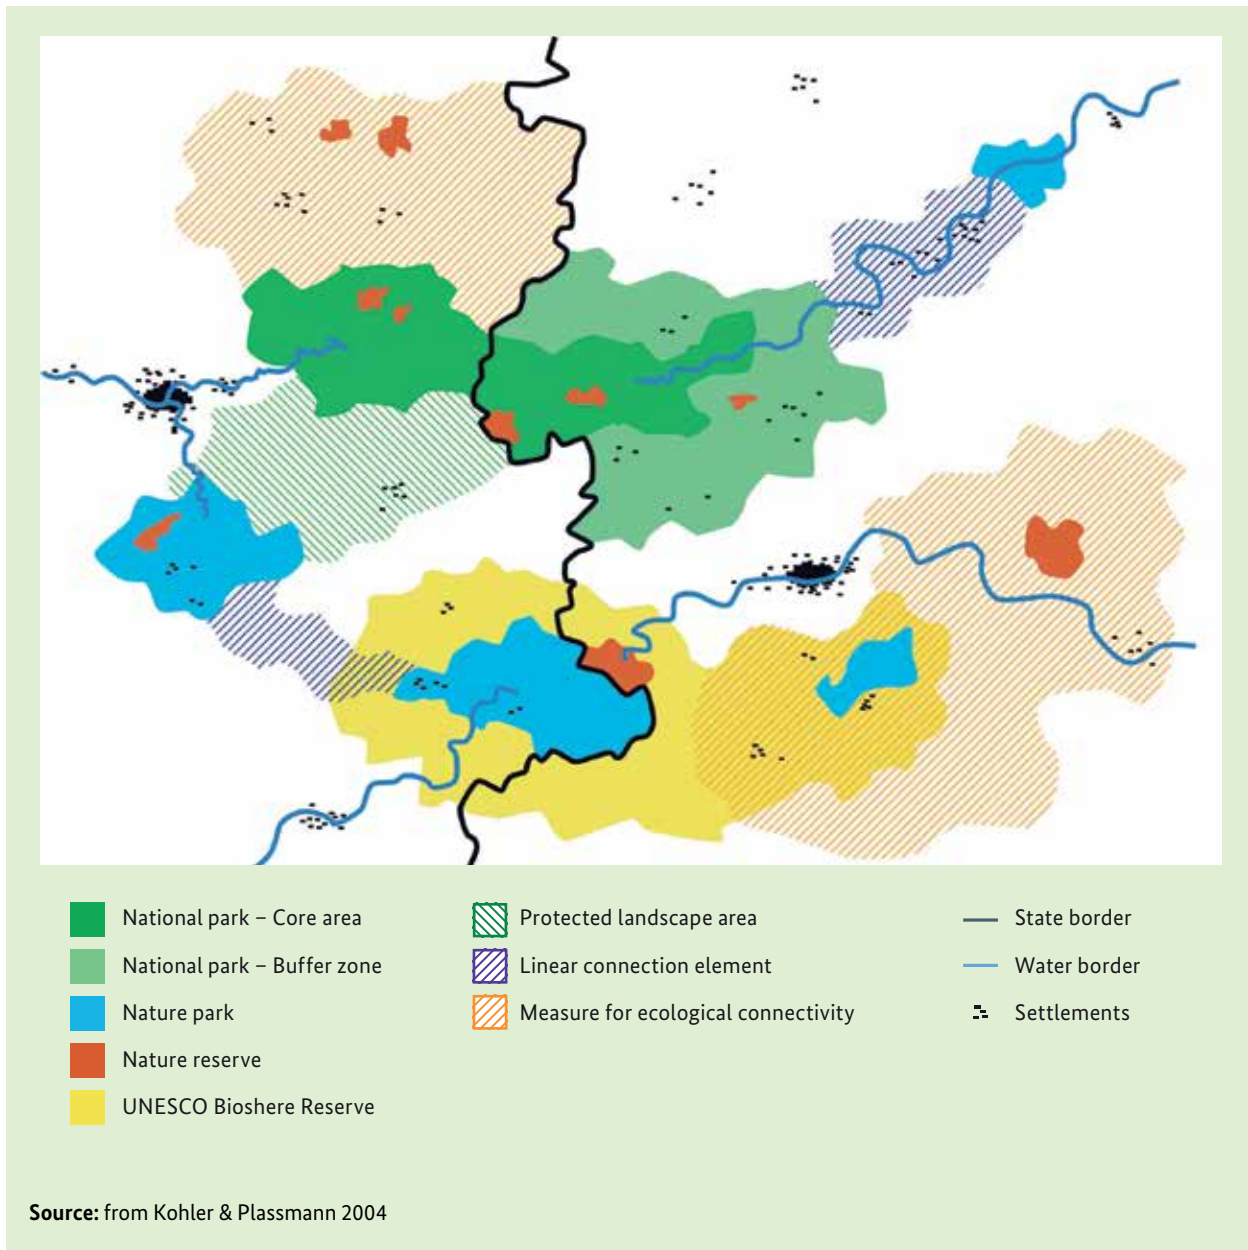 National park – Core area
National park – Buffer zone
Nature park
Nature reserve
UNESCO Bioshere Reserve
Protected landscape area
Linear connection element
Measure for ecological connectivity
State border
Water border
Settlements
Source: from Kohler & Plassmann 2004